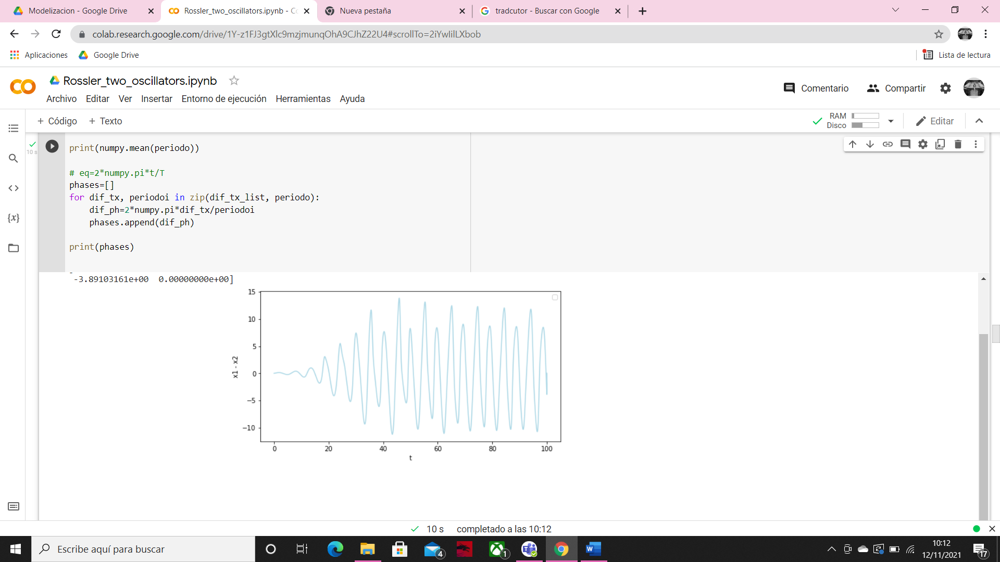 Modelizacion - Google Drive
Rossler_two_oscillators.ipynb - Co
Nueva pestaña
tradcutor - Buscar con Google
colab.research.google.com/drive/1Y-z1FJ3gtXlc9mzjmunqOhA9CJhZ22U4#scrollTo=2iYwIilLXbob
Aplicaciones
Google Drive
Lista de lectura
Rossler_two_oscillators.ipynb
Comentario
Compartir
Archivo Editar Ver Insertar Entorno de ejecución Herramientas Ayuda
+ Código + Texto
RAM
Disco
Editar
10 s
print(numpy.mean(periodo))
# eq=2*numpy.pi*t/T
phases=[]
for dif_tx, periodoi in zip(dif_tx_list, periodo):
    dif_ph=2*numpy.pi*dif_tx/periodoi
    phases.append(dif_ph)
print(phases)
{x}
-3.89103161e+00  0.00000000e+00]
15
10
5
0
−5
−10
x1 - x2
0 20 40 60 80 100
t
10 s completado a las 10:12
Escribe aquí para buscar
4
1
10:12
12/11/2021
17